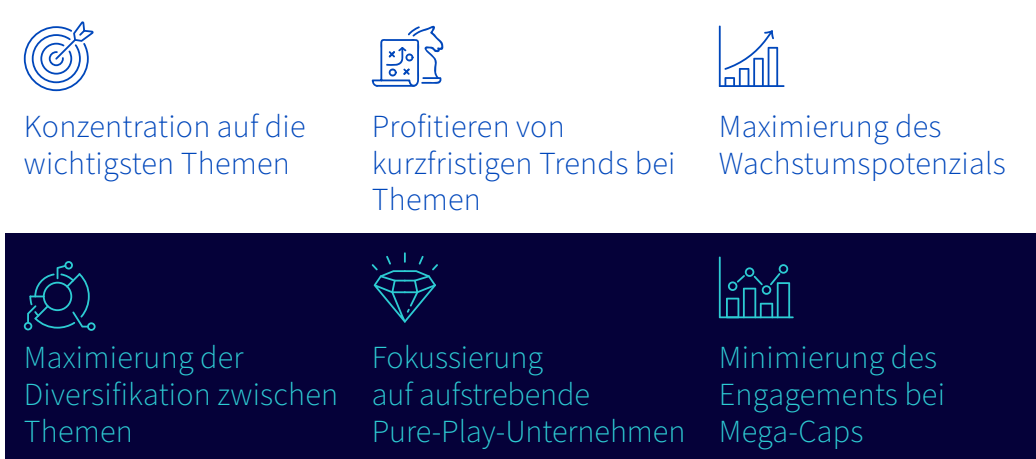 Konzentration auf die
wichtigsten Themen
Profitieren von
kurzfristigen Trends bei
Themen
Maximierung des
Wachstumspotenzials
Maximierung der
Diversifikation zwischen
Themen
Fokussierung
auf aufstrebende
Pure-Play-Unternehmen
Minimierung des
Engagements bei
Mega-Caps